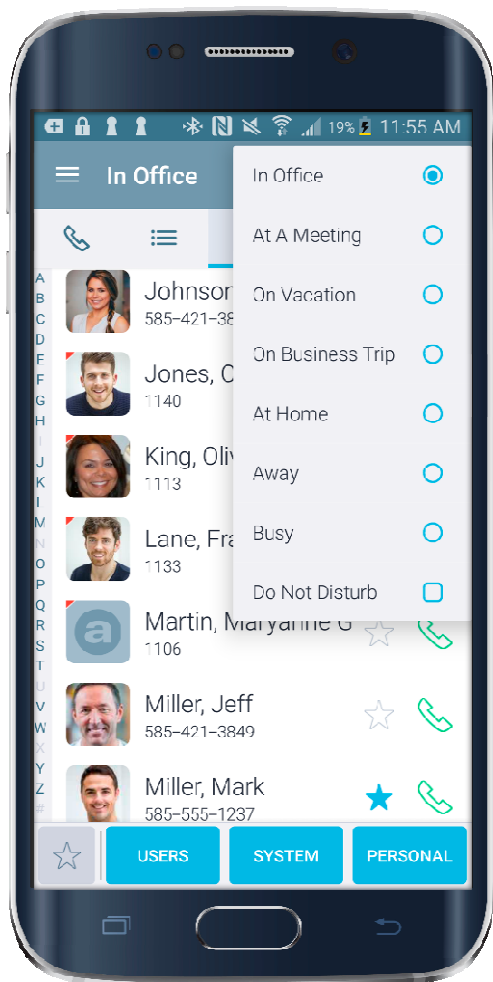 19% 11:55 AM
In Office
In Office
At A Meeting
On Vacation
On Business Trip
At Home
Away
Busy
Do Not Disturb
A
B
C
D
E
F
G
H
I
J
K
I
M
N
O
P
Q
R
S
T
U
V
W
X
Y
Z
#
Johnson
585-421-38
Jones, C
1140
King, Oliv
1113
Lane, Fra
1133
a
Martin, Maryanne G
1106
Miller, Jeff
585-421-3849
Miller, Mark
585-555-1237
USERS
SYSTEM
PERSONAL